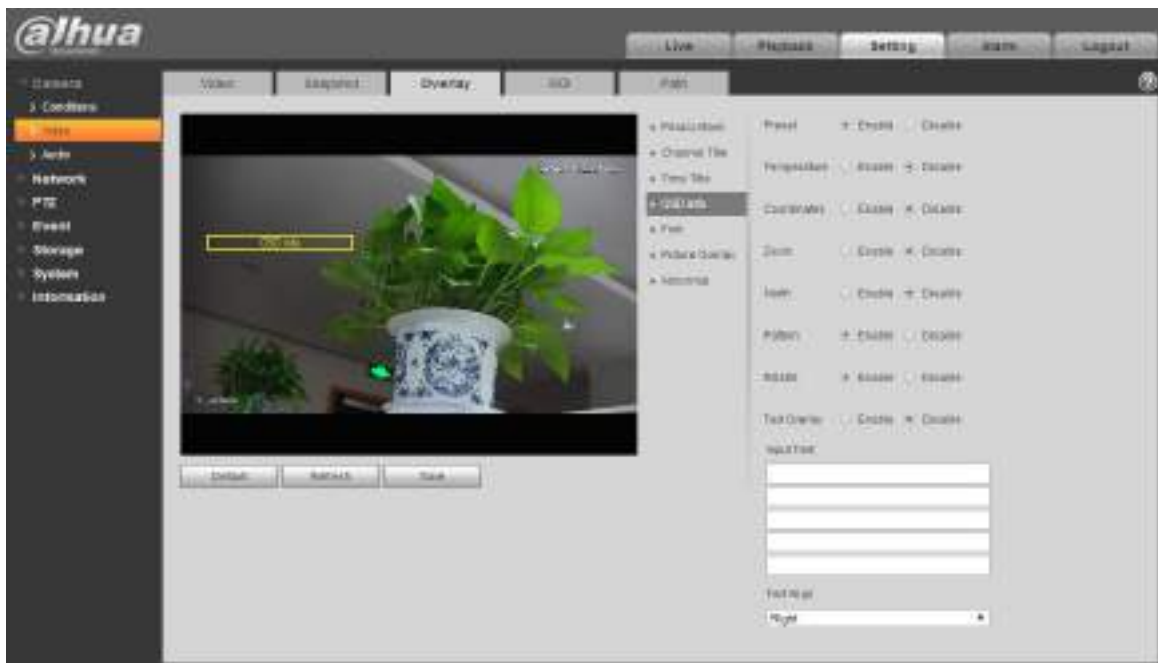 alhua
Live
Playback
Setting
Alarm
Logout
Camera
Conditions
Video
Audio
Network
PTZ
Event
Storage
System
Information
Video
Snapshot
Overlay
ROI
Path
Channel Title
Time Title
OSD Info
Font
Picture Overlay
OSD Info
Preset Enable Disable
Temperature Enable Disable
Coordinates Enable Disable
Zoom Enable Disable
North Enable Disable
Pattern Enable Disable
RS485 Enable Disable
Text Overlay Enable Disable
Input Text
Text Align
Right
Default
Refresh
Save